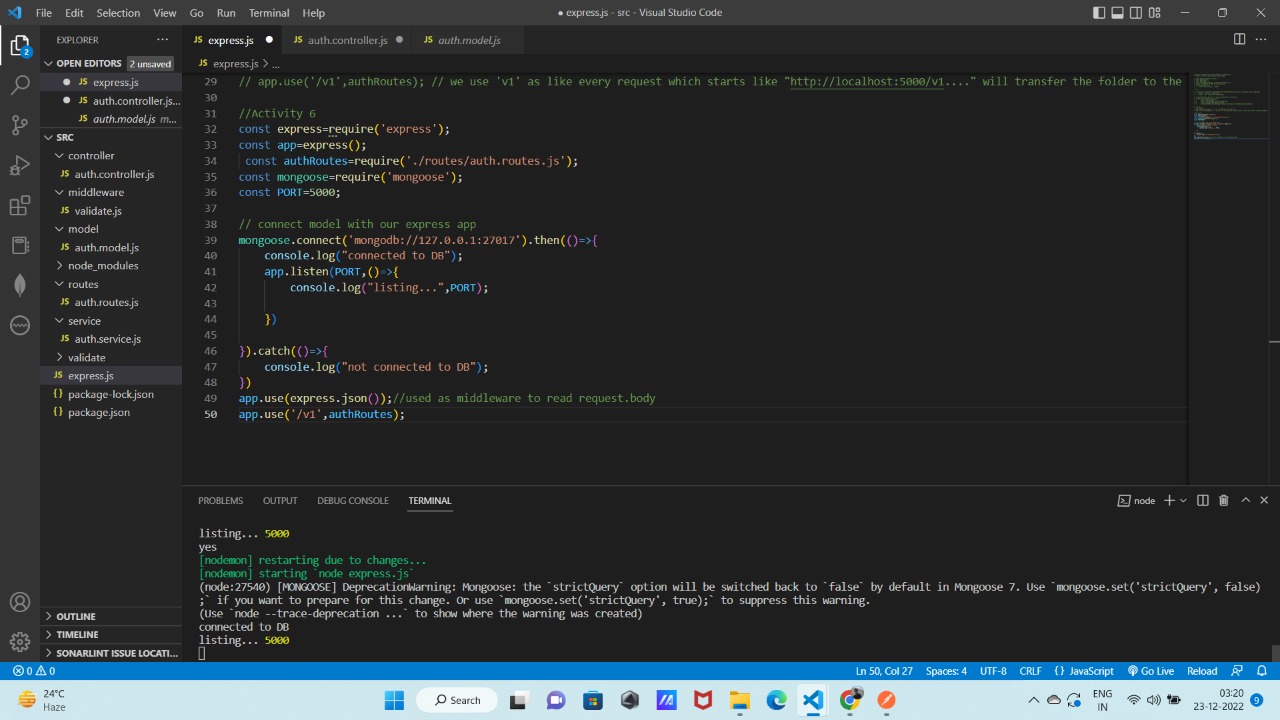 File Edit Selection View Go Run Terminal Help
● express.js - src - Visual Studio Code
EXPLORER
OPEN EDITORS 2 unsaved
express.js
auth.controller.js...
auth.model.js m...
SRC
controller
JS auth.controller.js
middleware
JS validate.js
model
JS auth.model.js
node_modules
routes
JS auth.routes.js
service
JS auth.service.js
validate
JS express.js
{} package-lock.json
{} package.json
OUTLINE
TIMELINE
SONARLINT ISSUE LOCATI...
JS express.js ● JS auth.controller.js ● JS auth.model.js
JS express.js > ...
29 // app.use('/v1',authRoutes); // we use 'v1' as like every request which starts like "http://localhost:5000/v1...." will transfer the folder to the
30
31 //Activity 6
32 const express=require('express');
33 const app=express();
34  const authRoutes=require('./routes/auth.routes.js');
35 const mongoose=require('mongoose');
36 const PORT=5000;
37
38 // connect model with our express app
39 mongoose.connect('mongodb://127.0.0.1:27017').then(()=>{
40     console.log("connected to DB");
41     app.listen(PORT,()=>{
42         console.log("listing...",PORT);
43
44     })
45
46 }).catch(()=>{
47     console.log("not connected to DB");
48 })
49 app.use(express.json());//used as middleware to read request.body
50 app.use('/v1',authRoutes);
PROBLEMS OUTPUT DEBUG CONSOLE TERMINAL
node
listing... 5000
yes
[nodemon] restarting due to changes...
[nodemon] starting `node express.js`
(node:27540) [MONGOOSE] DeprecationWarning: Mongoose: the `strictQuery` option will be switched back to `false` by default in Mongoose 7. Use `mongoose.set('strictQuery', false)
;` if you want to prepare for this change. Or use `mongoose.set('strictQuery', true);` to suppress this warning.
(Use `node --trace-deprecation ...` to show where the warning was created)
connected to DB
listing... 5000
0 0 Ln 50, Col 27 Spaces: 4 UTF-8 CRLF {} JavaScript Go Live Reload
24°C
Haze
Search
ENG
IN
03:20
23-12-2022
9